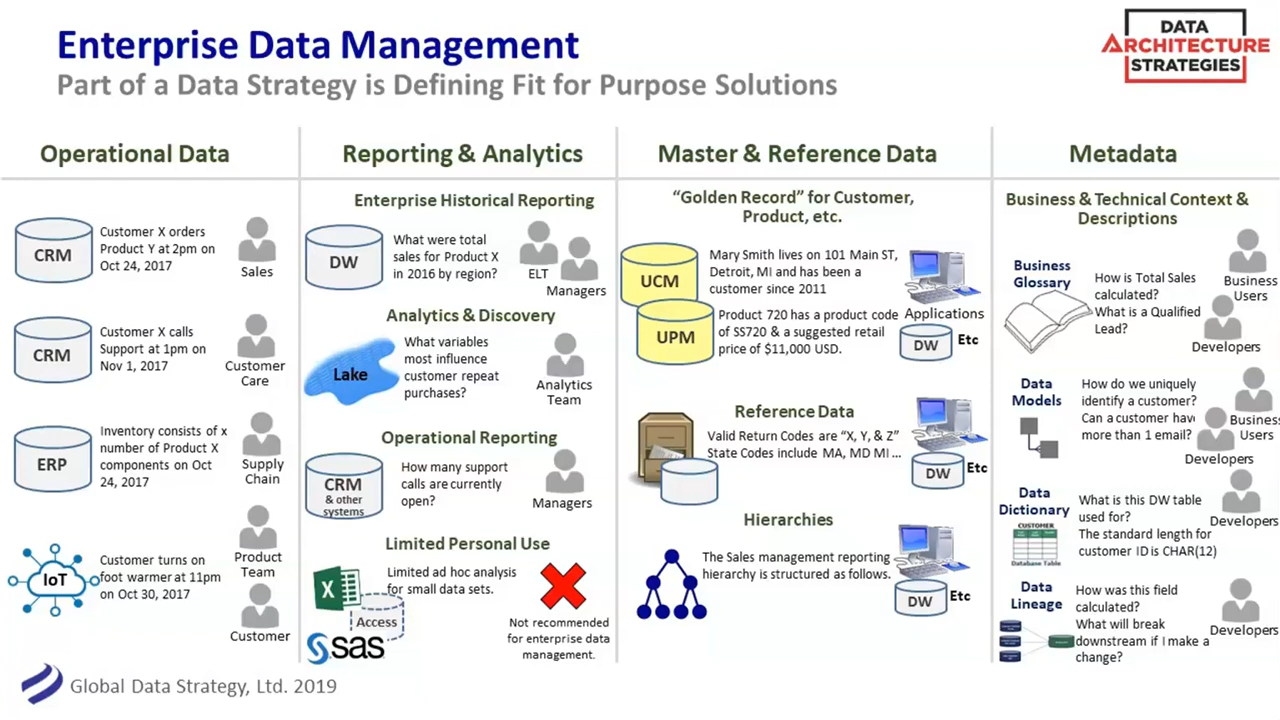 Enterprise Data Management
Part of a Data Strategy is Defining Fit for Purpose Solutions
DATA
ARCHITECTURE
STRATEGIES
Operational Data
CRM
Customer X orders
Product Y at 2pm on
Oct 24, 2017
Sales
CRM
Customer X calls
Support at 1pm on
Nov 1, 2017
Customer
Care
ERP
Inventory consists of x
number of Product X
components on Oct
24, 2017
Supply
Chain
IoT
Customer turns on
foot warmer at 11pm
on Oct 30, 2017
Product
Team
Customer
Reporting & Analytics
Enterprise Historical Reporting
DW
What were total
sales for Product X
in 2016 by region?
ELT
Managers
Analytics & Discovery
Lake
What variables
most influence
customer repeat
purchases?
Analytics
Team
Operational Reporting
CRM
& other
systems
How many support
calls are currently
open?
Managers
Limited Personal Use
X
Limited ad hoc analysis
for small data sets.
Access
sas
Not recommended
for enterprise data
management.
Master & Reference Data
“Golden Record” for Customer,
Product, etc.
UCM
Mary Smith lives on 101 Main ST,
Detroit, MI and has been a
customer since 2011
UPM
Product 720 has a product code
of SS720 & a suggested retail
price of $11,000 USD.
Applications
DW
Etc
Reference Data
Valid Return Codes are “X, Y, & Z”
State Codes include MA, MD MI ...
DW
Etc
Hierarchies
The Sales management reporting
hierarchy is structured as follows.
DW
Etc
Metadata
Business & Technical Context &
Descriptions
Business
Glossary
How is Total Sales
calculated?
What is a Qualified
Lead?
Business
Users
Developers
Data
Models
How do we uniquely
identify a customer?
Can a customer have
more than 1 email?
Business
Users
Developers
Data
Dictionary
CUSTOMER
Database Table
What is this DW table
used for?
The standard length for
customer ID is CHAR(12)
Developers
Data
Lineage
How was this field
calculated?
What will break
downstream if I make a
change?
Developers
Global Data Strategy, Ltd. 2019